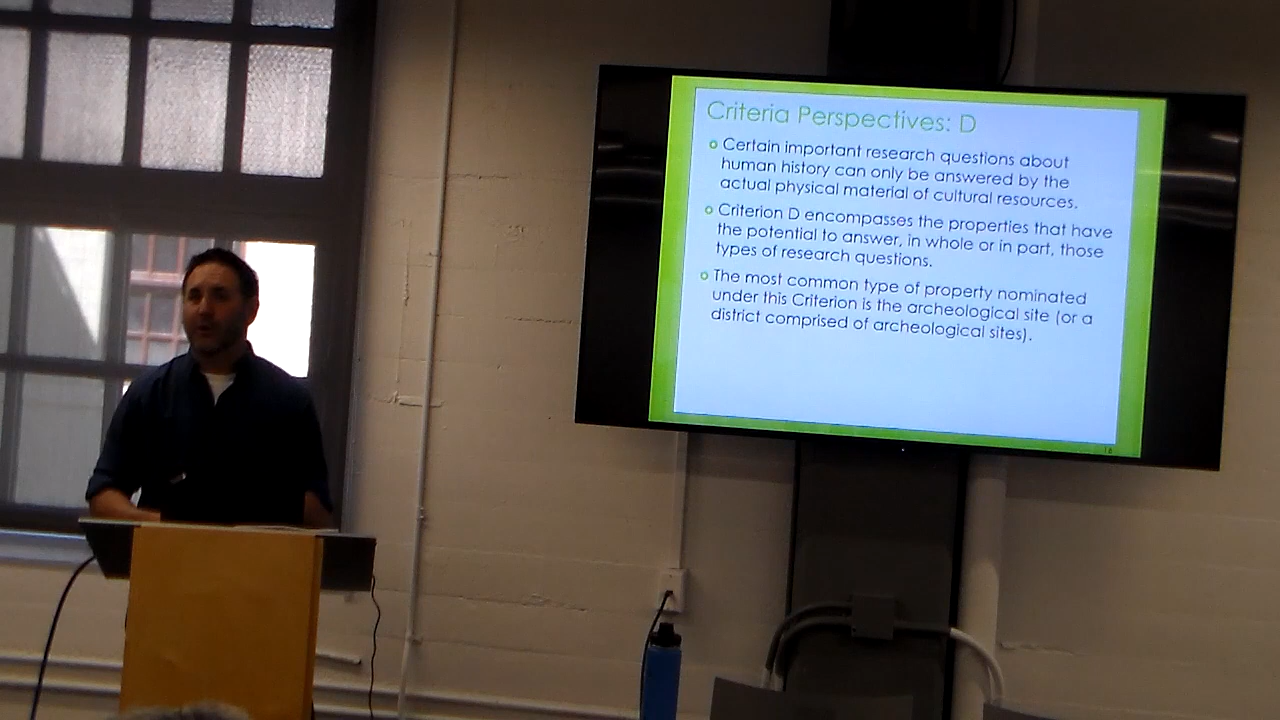 Criteria Perspectives: D
Certain important research questions about
human history can only be answered by the
actual physical material of cultural resources.
Criterion D encompasses the properties that have
the potential to answer, in whole or in part, those
types of research questions.
The most common type of property nominated
under this Criterion is the archeological site (or a
district comprised of archeological sites).
18